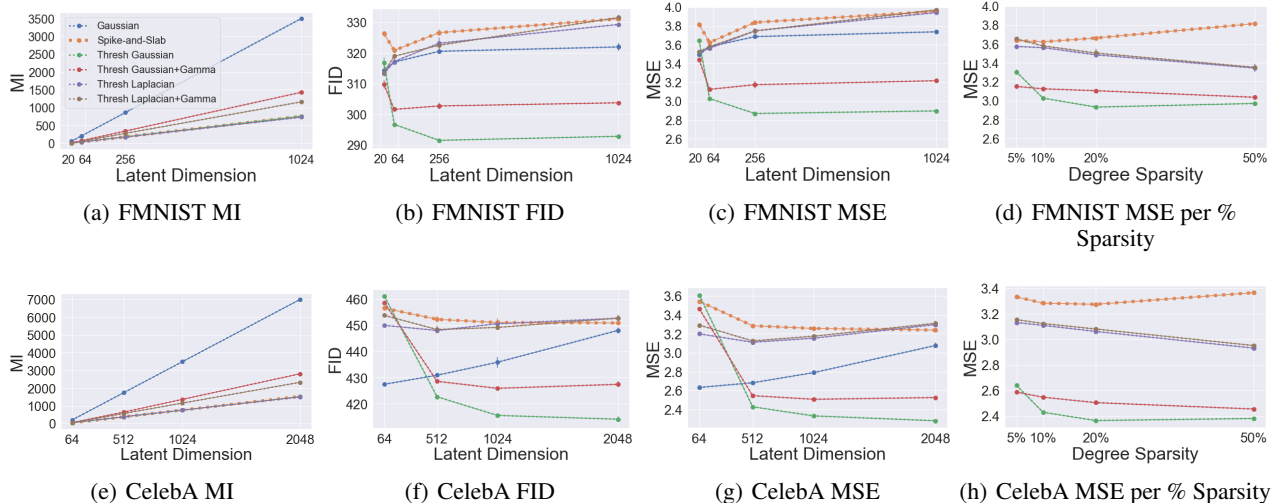 3500
3000
2500
2000
1500
1000
500
0
MI
Gaussian
Spike-and-Slab
Thresh Gaussian
Thresh Gaussian+Gamma
Thresh Laplacian
Thresh Laplacian+Gamma
20 64 256 1024
Latent Dimension
(a) FMNIST MI
330
320
310
300
290
FID
20 64 256 1024
Latent Dimension
(b) FMNIST FID
4.0
3.8
3.6
3.4
3.2
3.0
2.8
2.6
MSE
20 64 256 1024
Latent Dimension
(c) FMNIST MSE
4.0
3.8
3.6
3.4
3.2
3.0
2.8
2.6
MSE
5% 10% 20% 50%
Degree Sparsity
(d) FMNIST MSE per %
Sparsity
7000
6000
5000
4000
3000
2000
1000
0
MI
64 512 1024 2048
Latent Dimension
(e) CelebA MI
460
450
440
430
420
FID
64 512 1024 2048
Latent Dimension
(f) CelebA FID
3.6
3.4
3.2
3.0
2.8
2.6
2.4
MSE
64 512 1024 2048
Latent Dimension
(g) CelebA MSE
3.4
3.2
3.0
2.8
2.6
2.4
MSE
5% 10% 20% 50%
Degree Sparsity
(h) CelebA MSE per % Sparsity